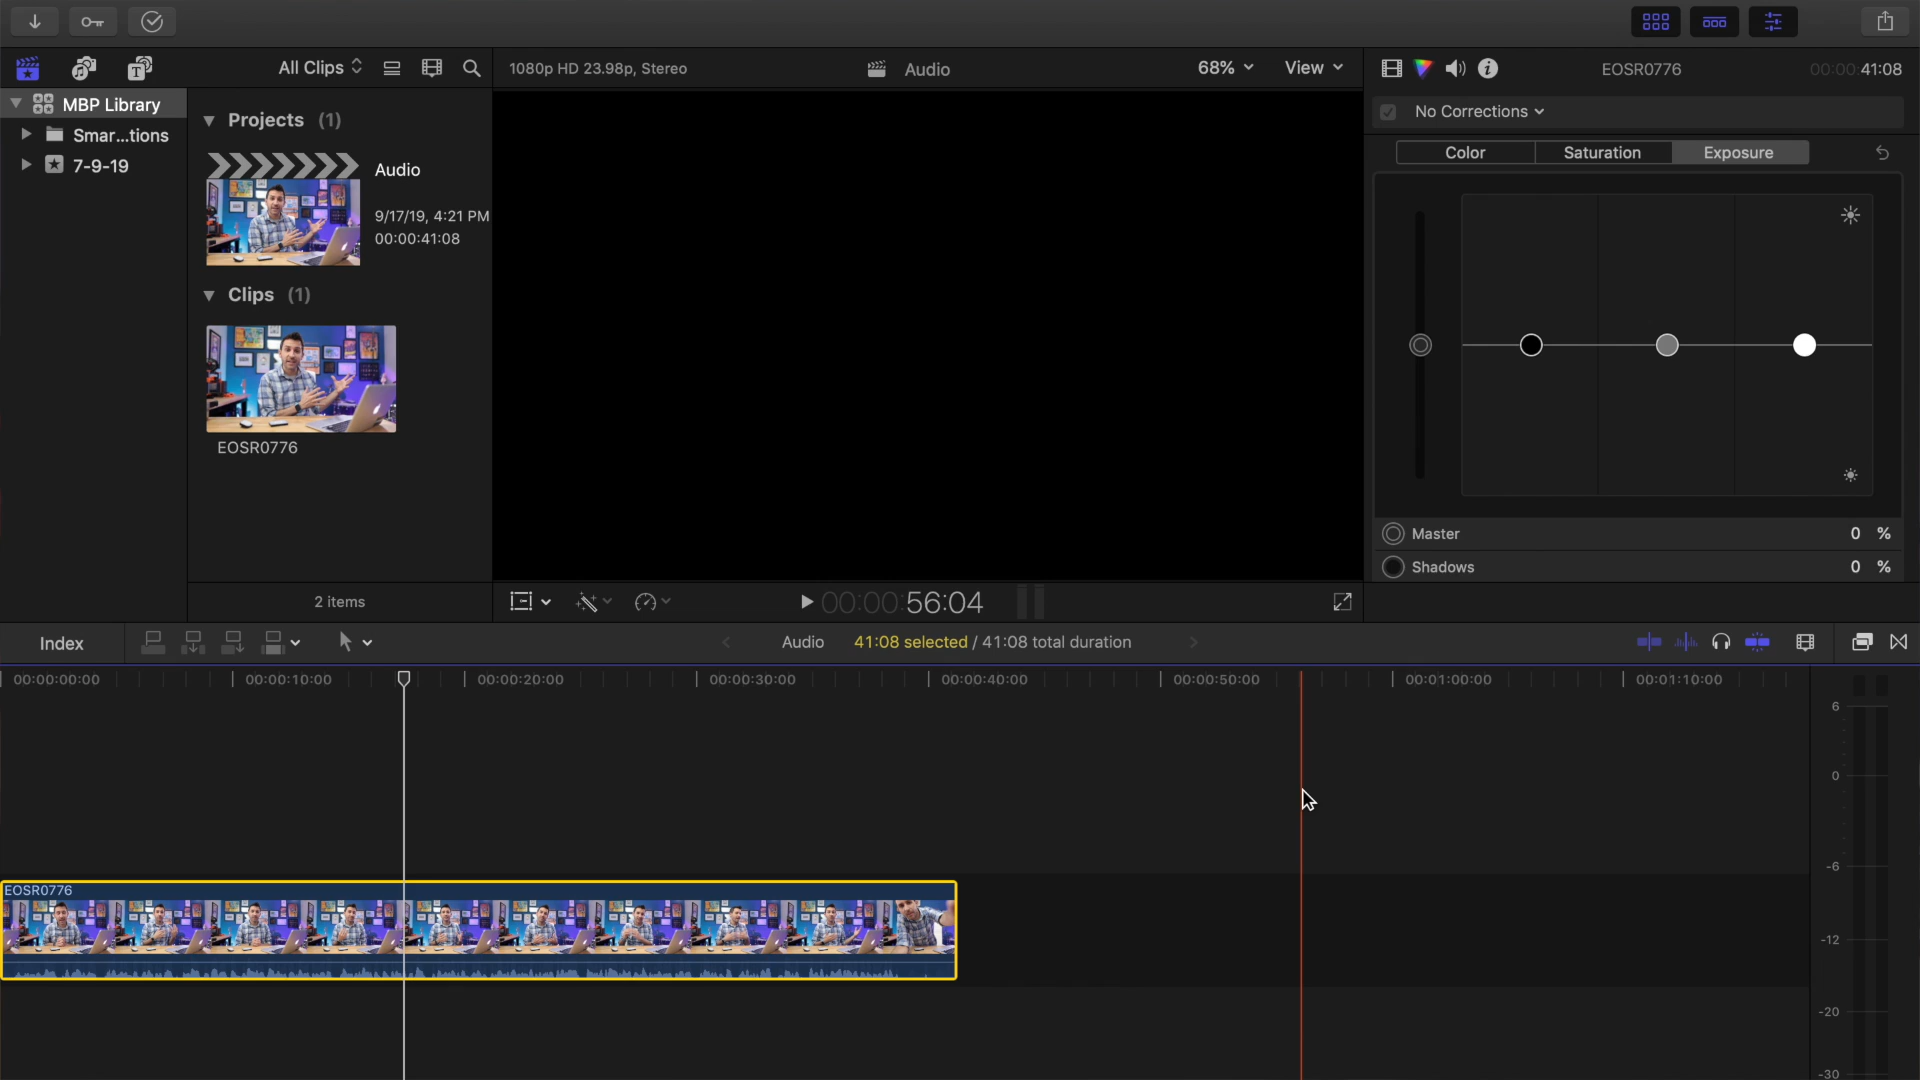 All Clips
1080p HD 23.98p, Stereo
Audio
68%
View
EOSR0776
00:00:41:08
MBP Library
Smar...tions
7-9-19
Projects (1)
Audio
9/17/19, 4:21 PM
00:00:41:08
Clips (1)
EOSR0776
2 items
No Corrections
Color
Saturation
Exposure
Master 0 %
Shadows 0 %
00:00:56:04
Index
Audio
41:08 selected / 41:08 total duration
00:00:00:00
00:00:10:00
00:00:20:00
00:00:30:00
00:00:40:00
00:00:50:00
00:01:00:00
00:01:10:00
EOSR0776
6
0
-6
-12
-20
-30